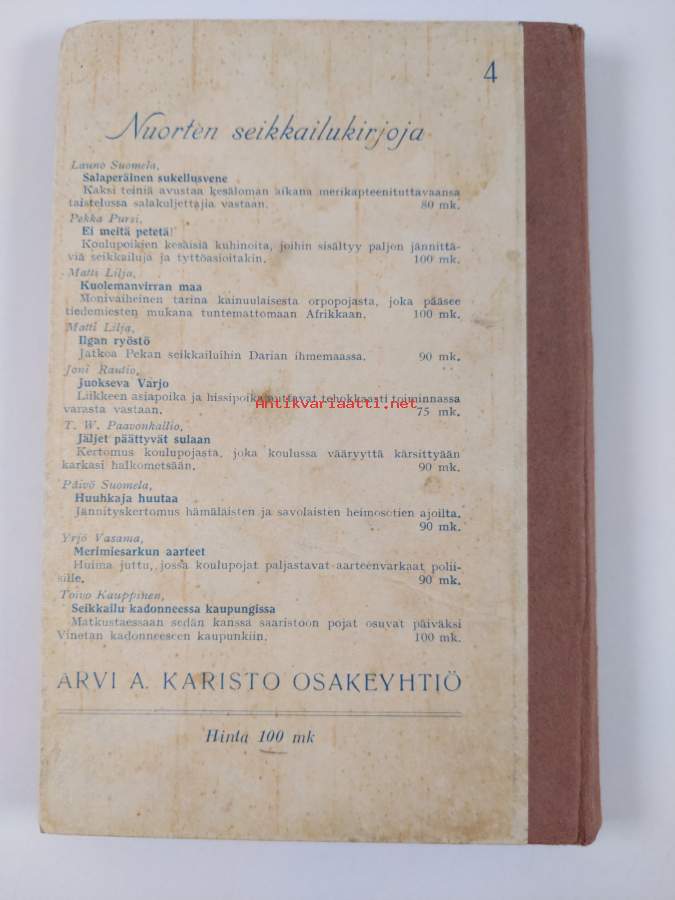 4
Nuorten seikkailukirjoja
Launo Suomela,
Salaperäinen sukellusvene
Kaksi teiniä avustaa kesäloman aikana merikapteenituttavaansa
taistelussa salakuljettajia vastaan. 80 mk.
Pekka Pursi,
Ei meitä petetä!
Koulupoikien kesäisiä kuhinoita, joihin sisältyy paljon jännittä-
viä seikkailuja ja tyttöasioitakin. 100 mk.
Matti Lilja,
Kuolemanvirran maa
Monivaiheinen tarina kainuulaisesta orpopojasta, joka pääsee
tiedemiesten mukana tuntemattomaan Afrikkaan. 100 mk.
Matti Lilja,
Ilgan ryöstö
Jatkoa Pekan seikkailuihin Darian ihmemaassa. 90 mk.
Joni Rautio,
Juokseva Varjo
Liikkeen asiapoika ja hissipoika auttavat tehokkaasti toiminnassa
Antikvariaatti.net
varasta vastaan. 75 mk.
T. W. Paavonkallio,
Jäljet päättyvät sulaan
Kertomus koulupojasta, joka koulussa vääryyttä kärsittyään
karkasi halkometsään. 90 mk.
Päivö Suomela,
Huuhkaja huutaa
Jännityskertomus hämäläisten ja savolaisten heimosotien ajoilta.
90 mk.
Yrjö Vasama,
Merimiesarkun aarteet
Huima juttu, jossa koulupojat paljastavat aarteenvarkaat polii-
sille. 90 mk.
Toivo Kauppinen,
Seikkailu kadonneessa kaupungissa
Matkustaessaan sedän kanssa saaristoon pojat osuvat päiväksi
Vinetan kadonneeseen kaupunkiin. 100 mk.
ARVI A. KARISTO OSAKEYHTIÖ
Hinta 100 mk